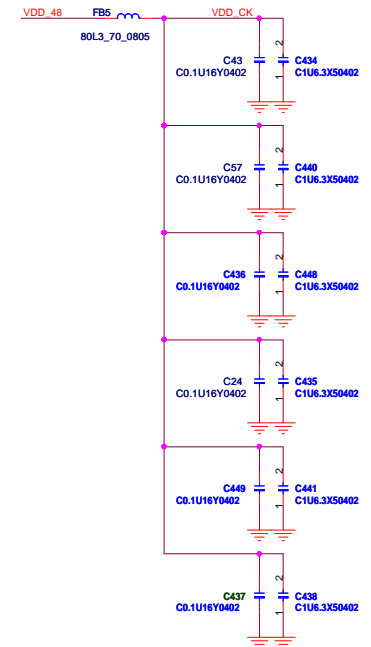 VDD_48 FB5 VDD_CK
80L3_70_0805
C43 2 C434
C0.1U16Y0402 1 C1U6.3X50402
C57 2 C440
C0.1U16Y0402 1 C1U6.3X50402
C436 2 C448
C0.1U16Y0402 1 C1U6.3X50402
C24 2 C435
C0.1U16Y0402 1 C1U6.3X50402
C449 2 C441
C0.1U16Y0402 1 C1U6.3X50402
C437 2 C438
C0.1U16Y0402 1 C1U6.3X50402